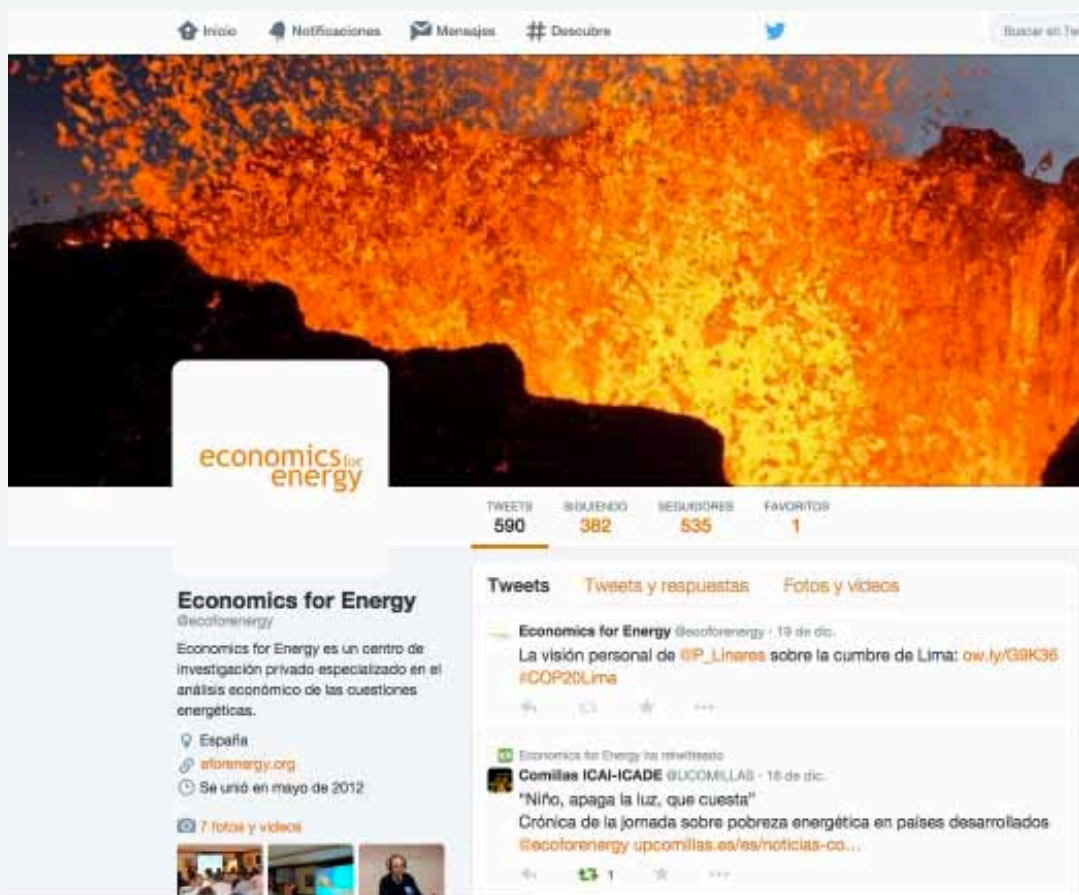 Inicio
Notificaciones
Mensajes
Descubre
Buscar en Tw
economics for
energy
TWEETS
590
SIGUIENDO
382
SEGUIDORES
535
FAVORITOS
1
Economics for Energy
@ecoforenergy
Economics for Energy es un centro de
investigación privado especializado en el
análisis económico de las cuestiones
energéticas.
España
eforenergy.org
Se unió en mayo de 2012
7 fotos y videos
Tweets
Tweets y respuestas
Fotos y videos
Economics for Energy @ecoforenergy · 19 de dic.
La visión personal de @P_Linares sobre la cumbre de Lima: ow.ly/G9K36
#COP20Lima
Economics for Energy ha retwitteado
Comillas ICAI-ICADE @UCOMILLAS · 18 de dic.
"Niño, apaga la luz, que cuesta"
Crónica de la jornada sobre pobreza energética en países desarrollados
@ecoforenergy upcomillas.es/es/noticias-co...
1